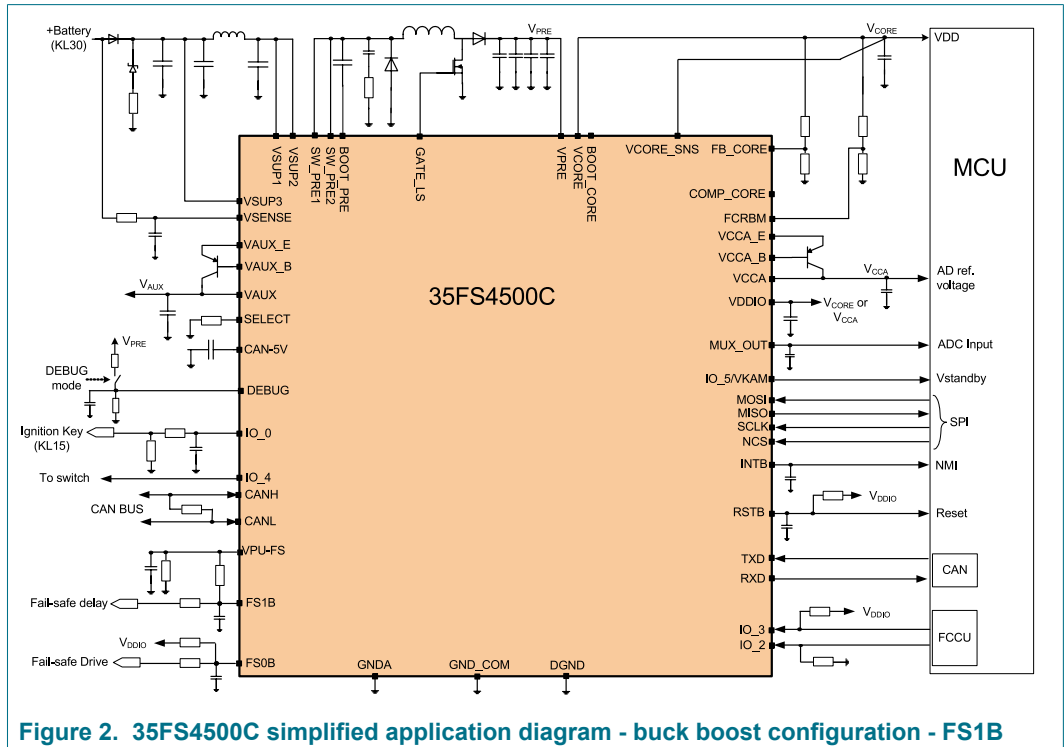 +Battery
(KL30)
VPRE
VCORE
VDD
VSUP1
VSUP2
SW_PRE1
SW_PRE2
BOOT_PRE
GATE_LS
VPRE
VCORE
BOOT_CORE
VCORE_SNS
FB_CORE
MCU
COMP_CORE
VSUP3
VSENSE
FCRBM
VAUX_E
VCCA_E
VAUX_B
VCCA_B
VAUX
VAUX
VCCA
VCCA
AD ref.
voltage
35FS4500C
VDDIO
VCORE or
VCCA
SELECT
VPRE
CAN-5V
MUX_OUT
ADC Input
DEBUG
mode
DEBUG
IO_5/VKAM
Vstandby
MOSI
MISO
SCLK
NCS
SPI
Ignition Key
(KL15)
IO_0
INTB
NMI
To switch
IO_4
VDDIO
CANH
CAN BUS
CANL
RSTB
Reset
VPU-FS
TXD
RXD
CAN
Fail-safe delay
FS1B
VDDIO
IO_3
IO_2
FCCU
VDDIO
Fail-safe Drive
FS0B
GNDA
GND_COM
DGND
Figure 2. 35FS4500C simplified application diagram - buck boost configuration - FS1B